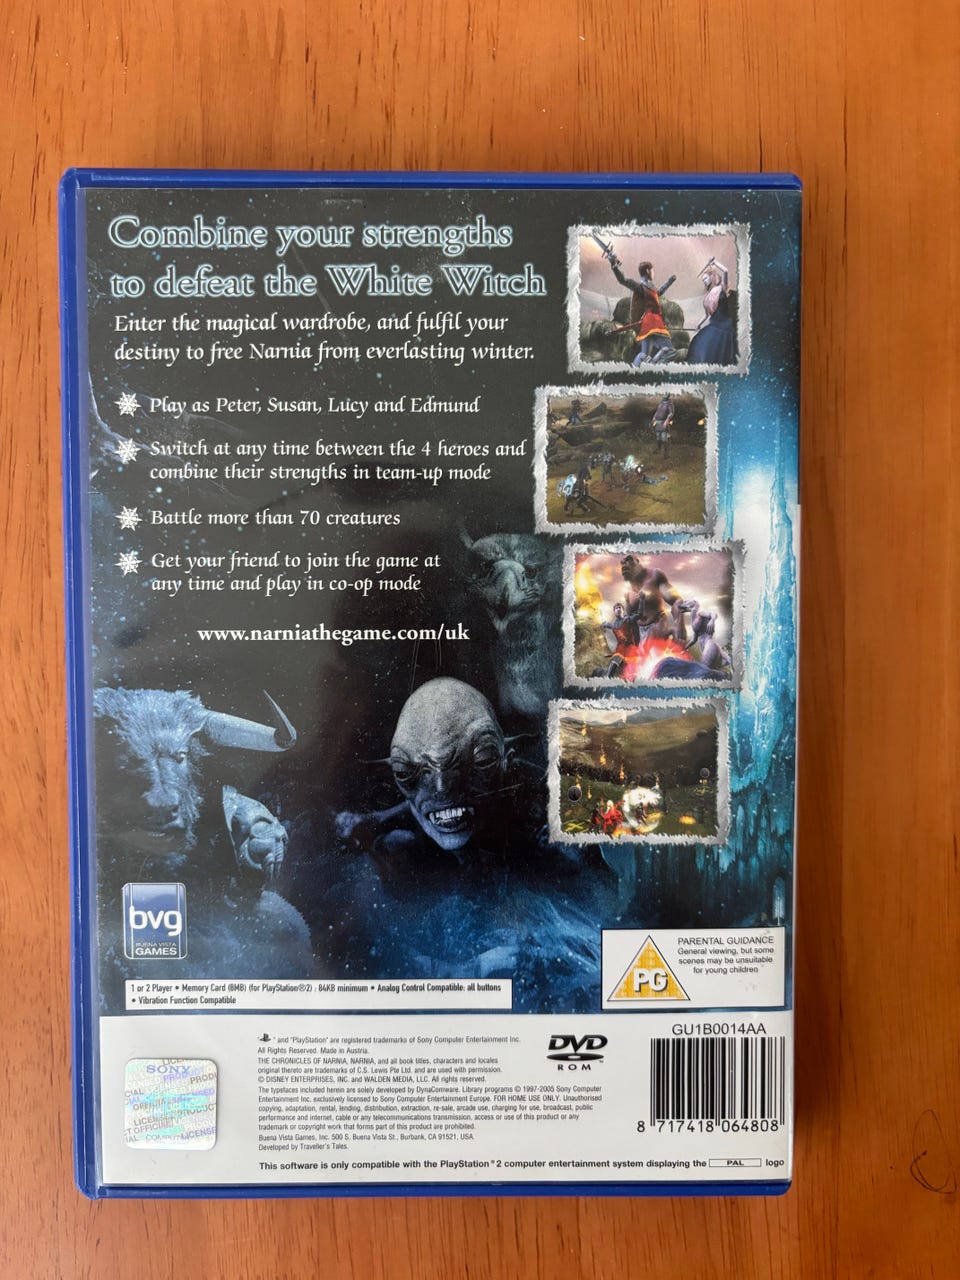 Combine your strengths
to defeat the White Witch
Enter the magical wardrobe, and fulfil your
destiny to free Narnia from everlasting winter.
Play as Peter, Susan, Lucy and Edmund
Switch at any time between the 4 heroes and
combine their strengths in team-up mode
Battle more than 70 creatures
Get your friend to join the game at
any time and play in co-op mode
www.narniathegame.com/uk
bvg
BUENA VISTA
GAMES
PARENTAL GUIDANCE
General viewing, but some
scenes may be unsuitable
for young children
PG
1 or 2 Player • Memory Card (8MB) (for PlayStation®2) : 84KB minimum • Analog Control Compatible: all buttons
• Vibration Function Compatible
" " and "PlayStation" are registered trademarks of Sony Computer Entertainment Inc.
All Rights Reserved. Made in Austria.
THE CHRONICLES OF NARNIA, NARNIA, and all book titles, characters and locales
original thereto are trademarks of C.S. Lewis Pte Ltd. and are used with permission.
© DISNEY ENTERPRISES, INC. and WALDEN MEDIA, LLC. All rights reserved.
The typefaces included herein are solely developed by DynaComware. Library programs © 1997-2005 Sony Computer
Entertainment Inc. exclusively licensed to Sony Computer Entertainment Europe. FOR HOME USE ONLY. Unauthorised
copying, adaptation, rental, lending, distribution, extraction, re-sale, arcade use, charging for use, broadcast, public
performance and internet, cable or any telecommunications transmission, access or use of this product or any
trademark or copyright work that forms part of this product are prohibited.
Buena Vista Games, Inc. 500 S. Buena Vista St., Burbank, CA 91521, USA.
Developed by Traveller's Tales.
This software is only compatible with the PlayStation®2 computer entertainment system displaying the PAL logo
DVD
ROM
GU1B0014AA
8 717418 064808
SONY